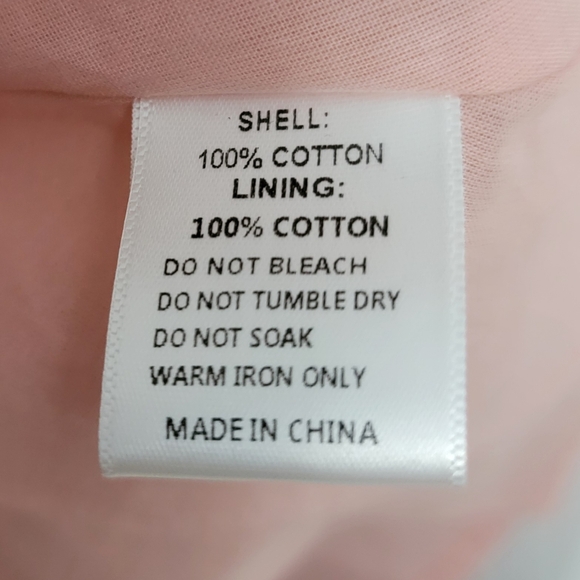 SHELL:
100% COTTON
LINING:
100% COTTON
DO NOT BLEACH
DO NOT TUMBLE DRY
DO NOT SOAK
WARM IRON ONLY
MADE IN CHINA